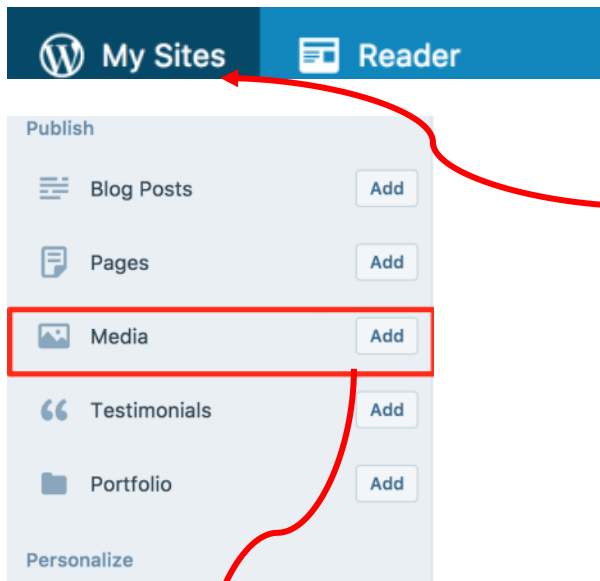 My Sites Reader
Publish
Blog Posts Add
Pages Add
Media Add
Testimonials Add
Portfolio Add
Personalize